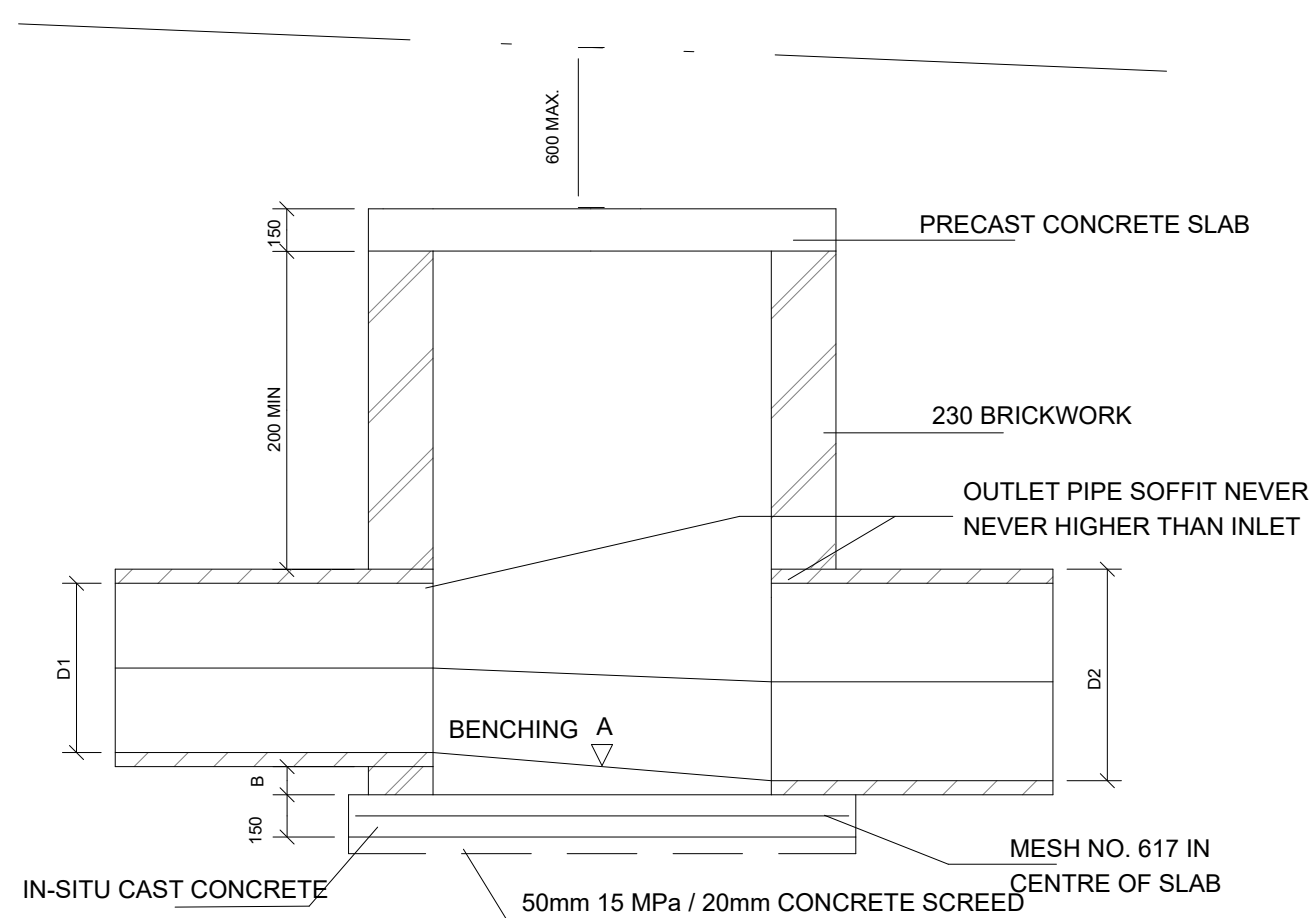 600 MAX.
150
PRECAST CONCRETE SLAB
200 MIN
230 BRICKWORK
OUTLET PIPE SOFFIT NEVER
NEVER HIGHER THAN INLET
D1
D2
BENCHING A
B
150
MESH NO. 617 IN
CENTRE OF SLAB
IN-SITU CAST CONCRETE
50mm 15 MPa / 20mm CONCRETE SCREED